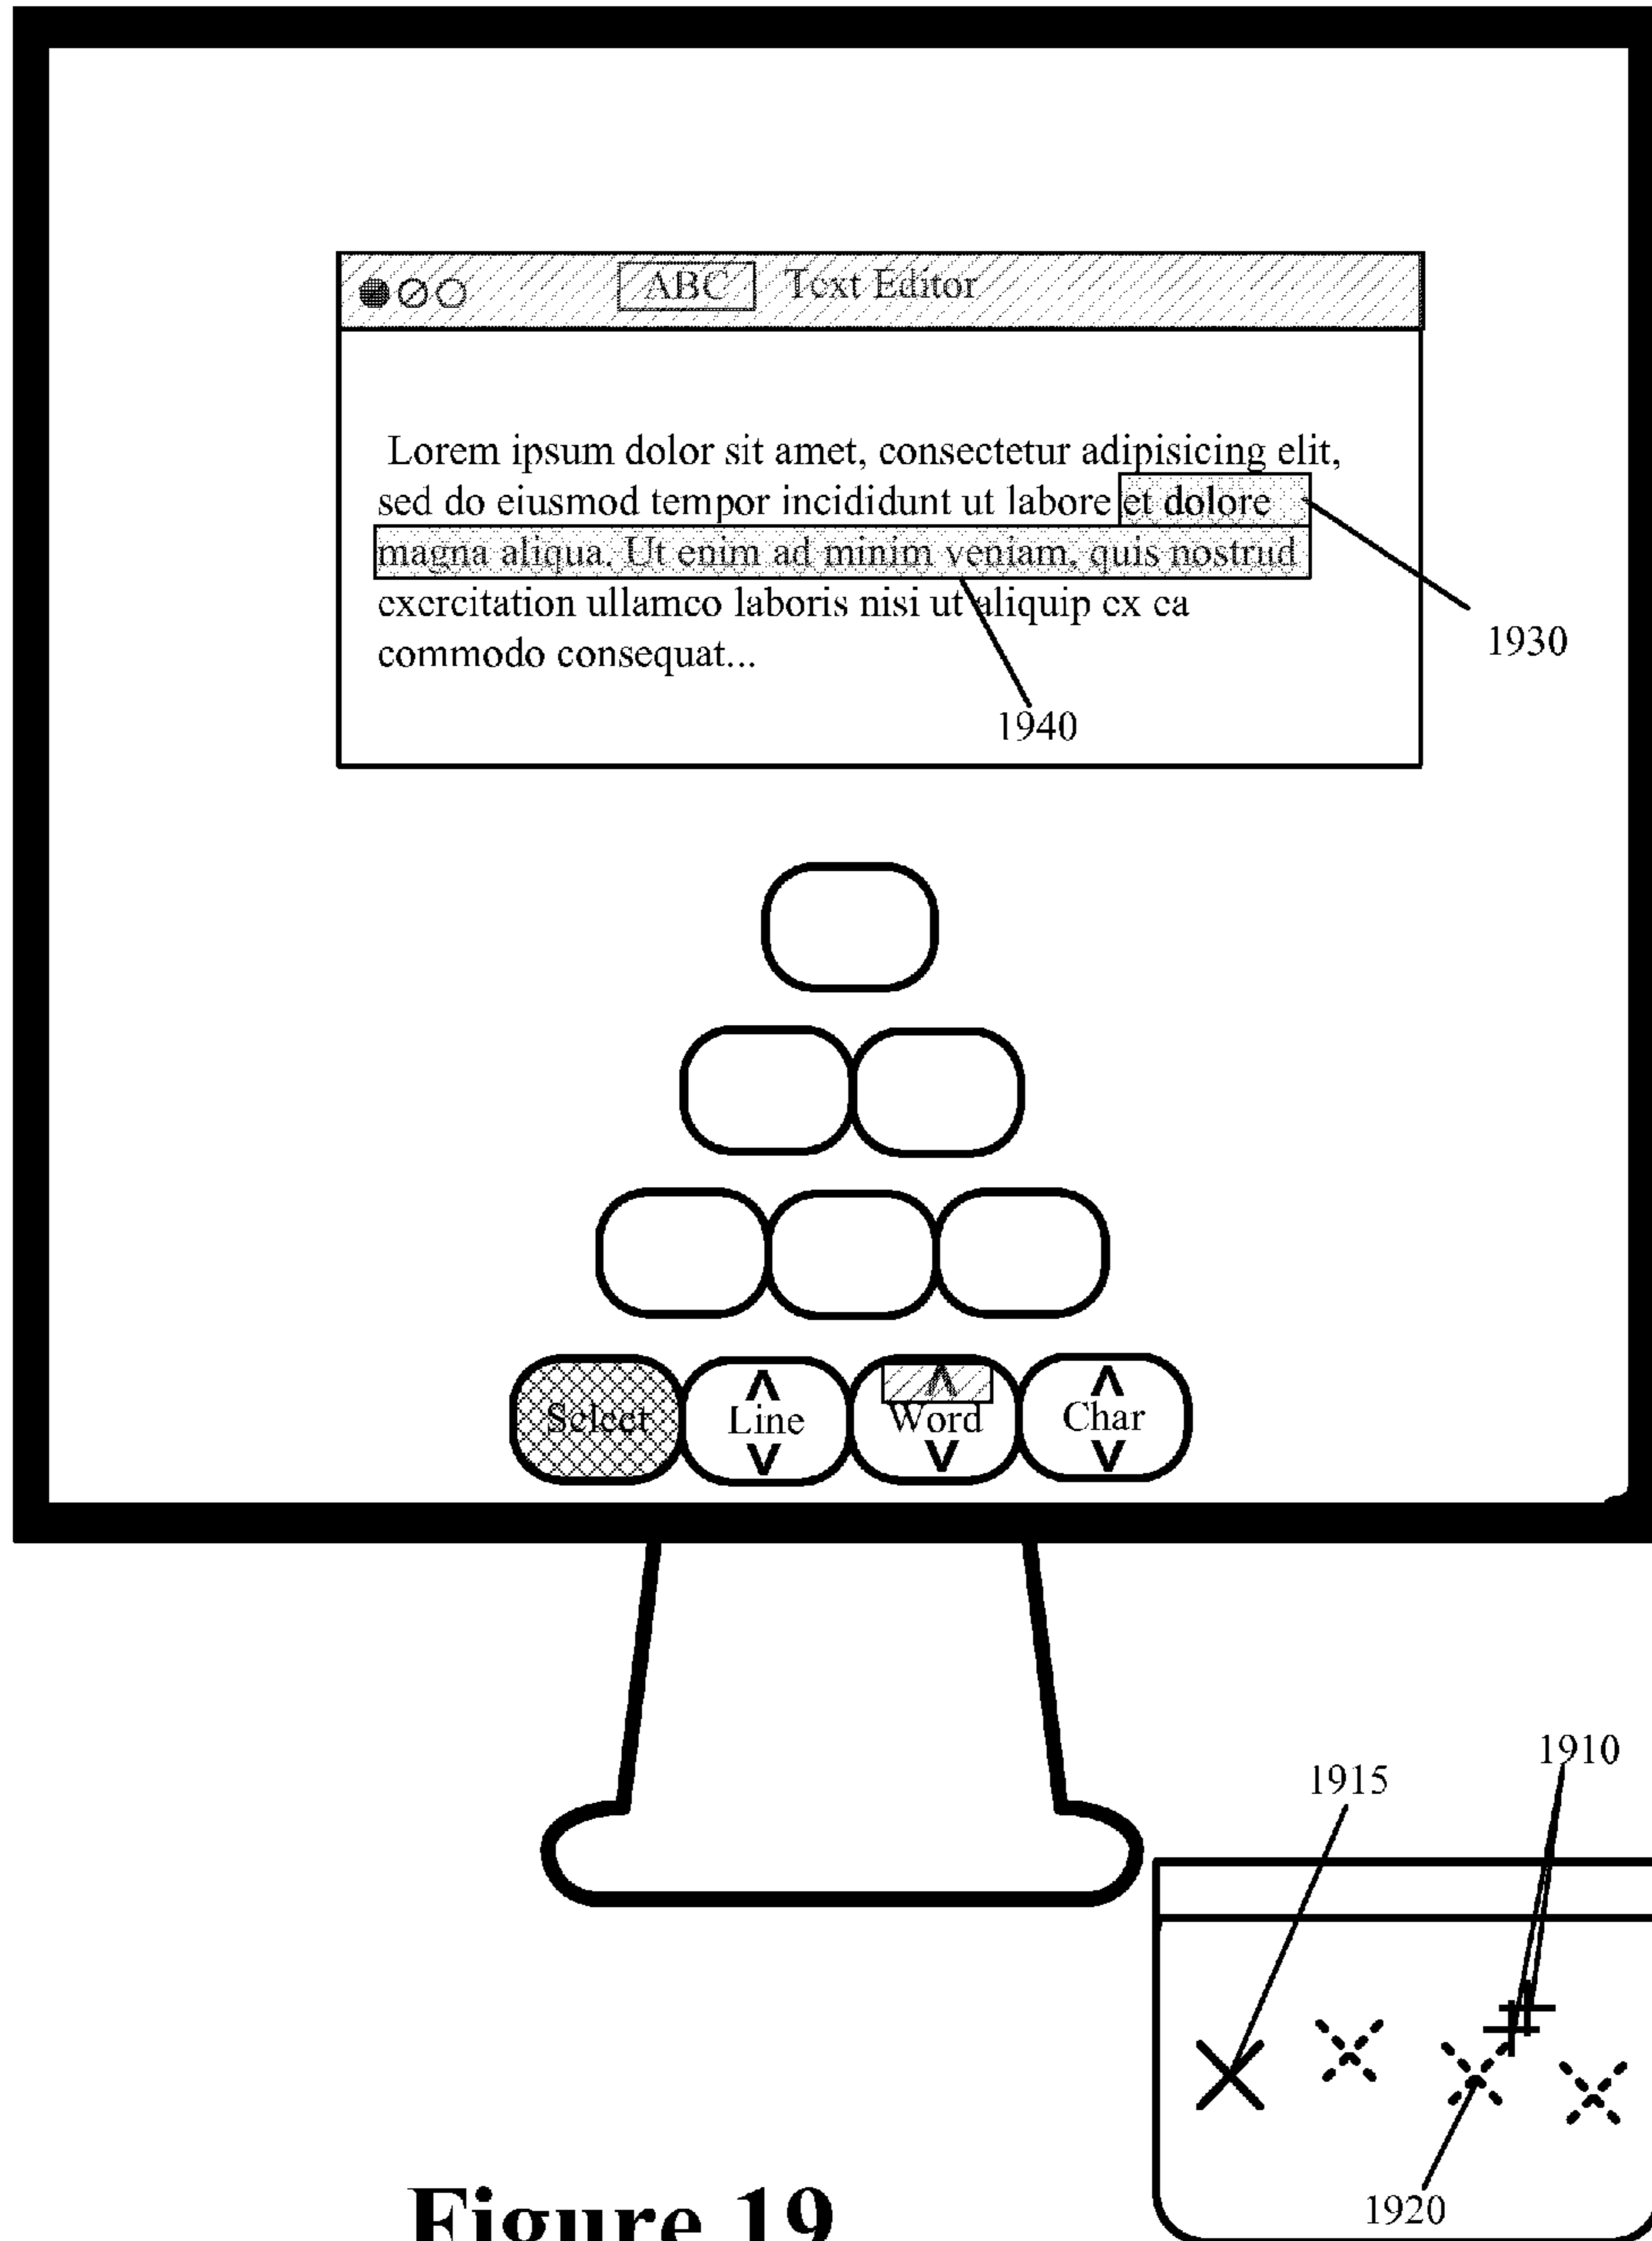 ABC Text Editor
Lorem ipsum dolor sit amet, consectetur adipisicing elit,
sed do eiusmod tempor incididunt ut labore et dolore
magna aliqua. Ut enim ad minim veniam, quis nostrud
exercitation ullamco laboris nisi ut aliquip ex ea
commodo consequat...
1930
1940
Select
Line
Word
Char
1910
1915
1920
Figure 19